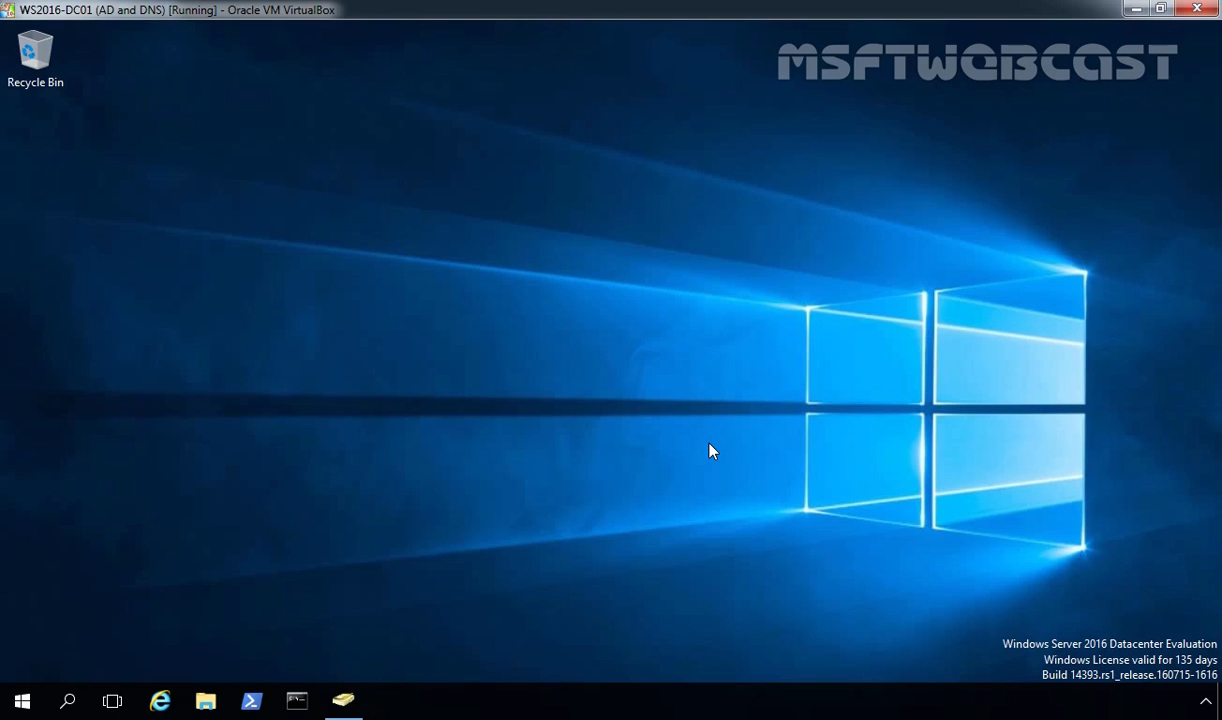 WS2016-DC01 (AD and DNS) [Running] - Oracle VM VirtualBox
MSFTWEBCAST
Recycle Bin
Windows Server 2016 Datacenter Evaluation
Windows License valid for 135 days
Build 14393.rs1_release.160715-1616